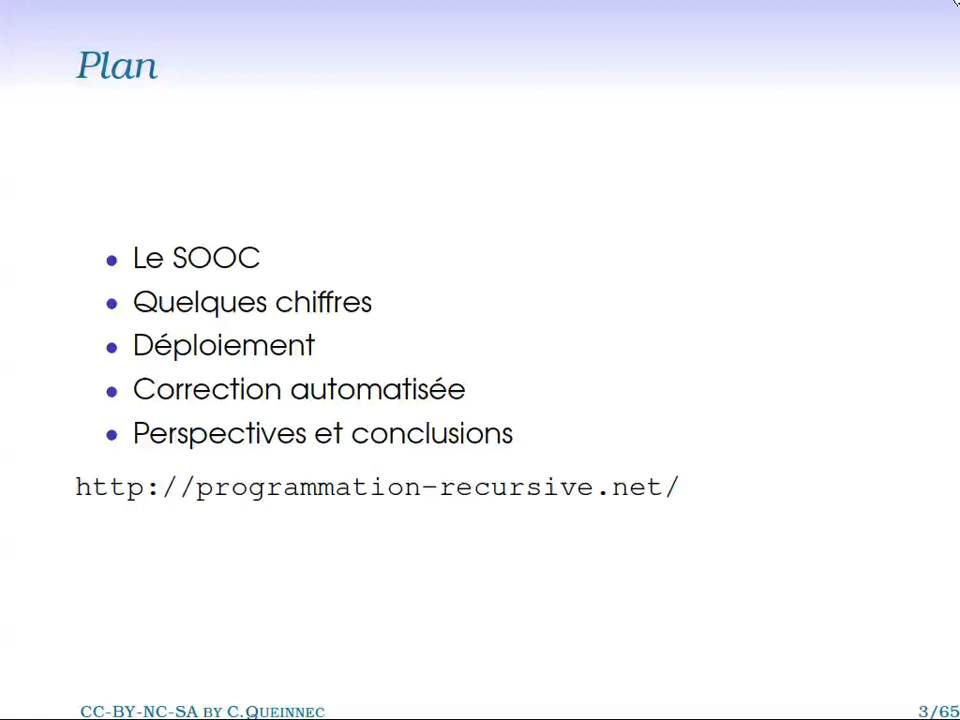 Plan
• Le SOOC
• Quelques chiffres
• Déploiement
• Correction automatisée
• Perspectives et conclusions
http://programmation-recursive.net/
CC-BY-NC-SA BY C.QUEINNEC 3/65